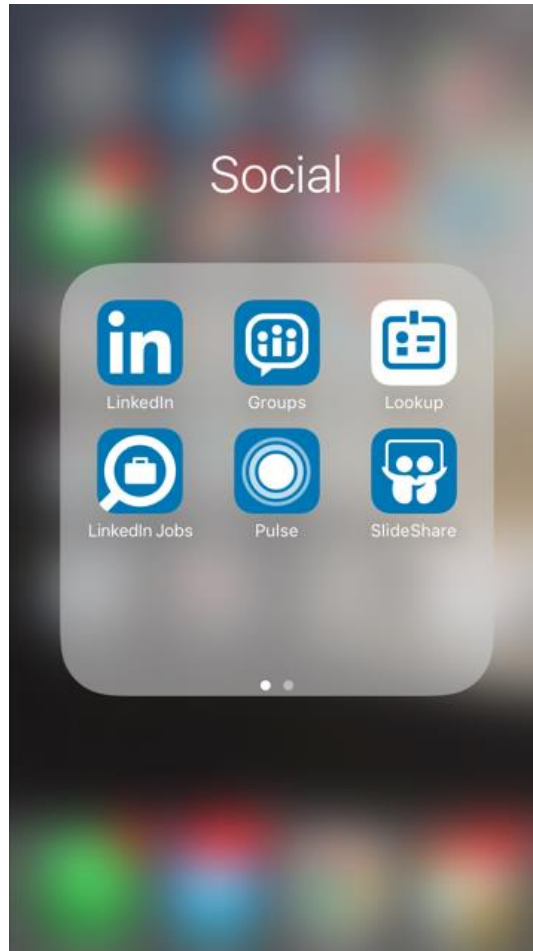 Social
in
LinkedIn
Groups
Lookup
LinkedIn Jobs
Pulse
SlideShare